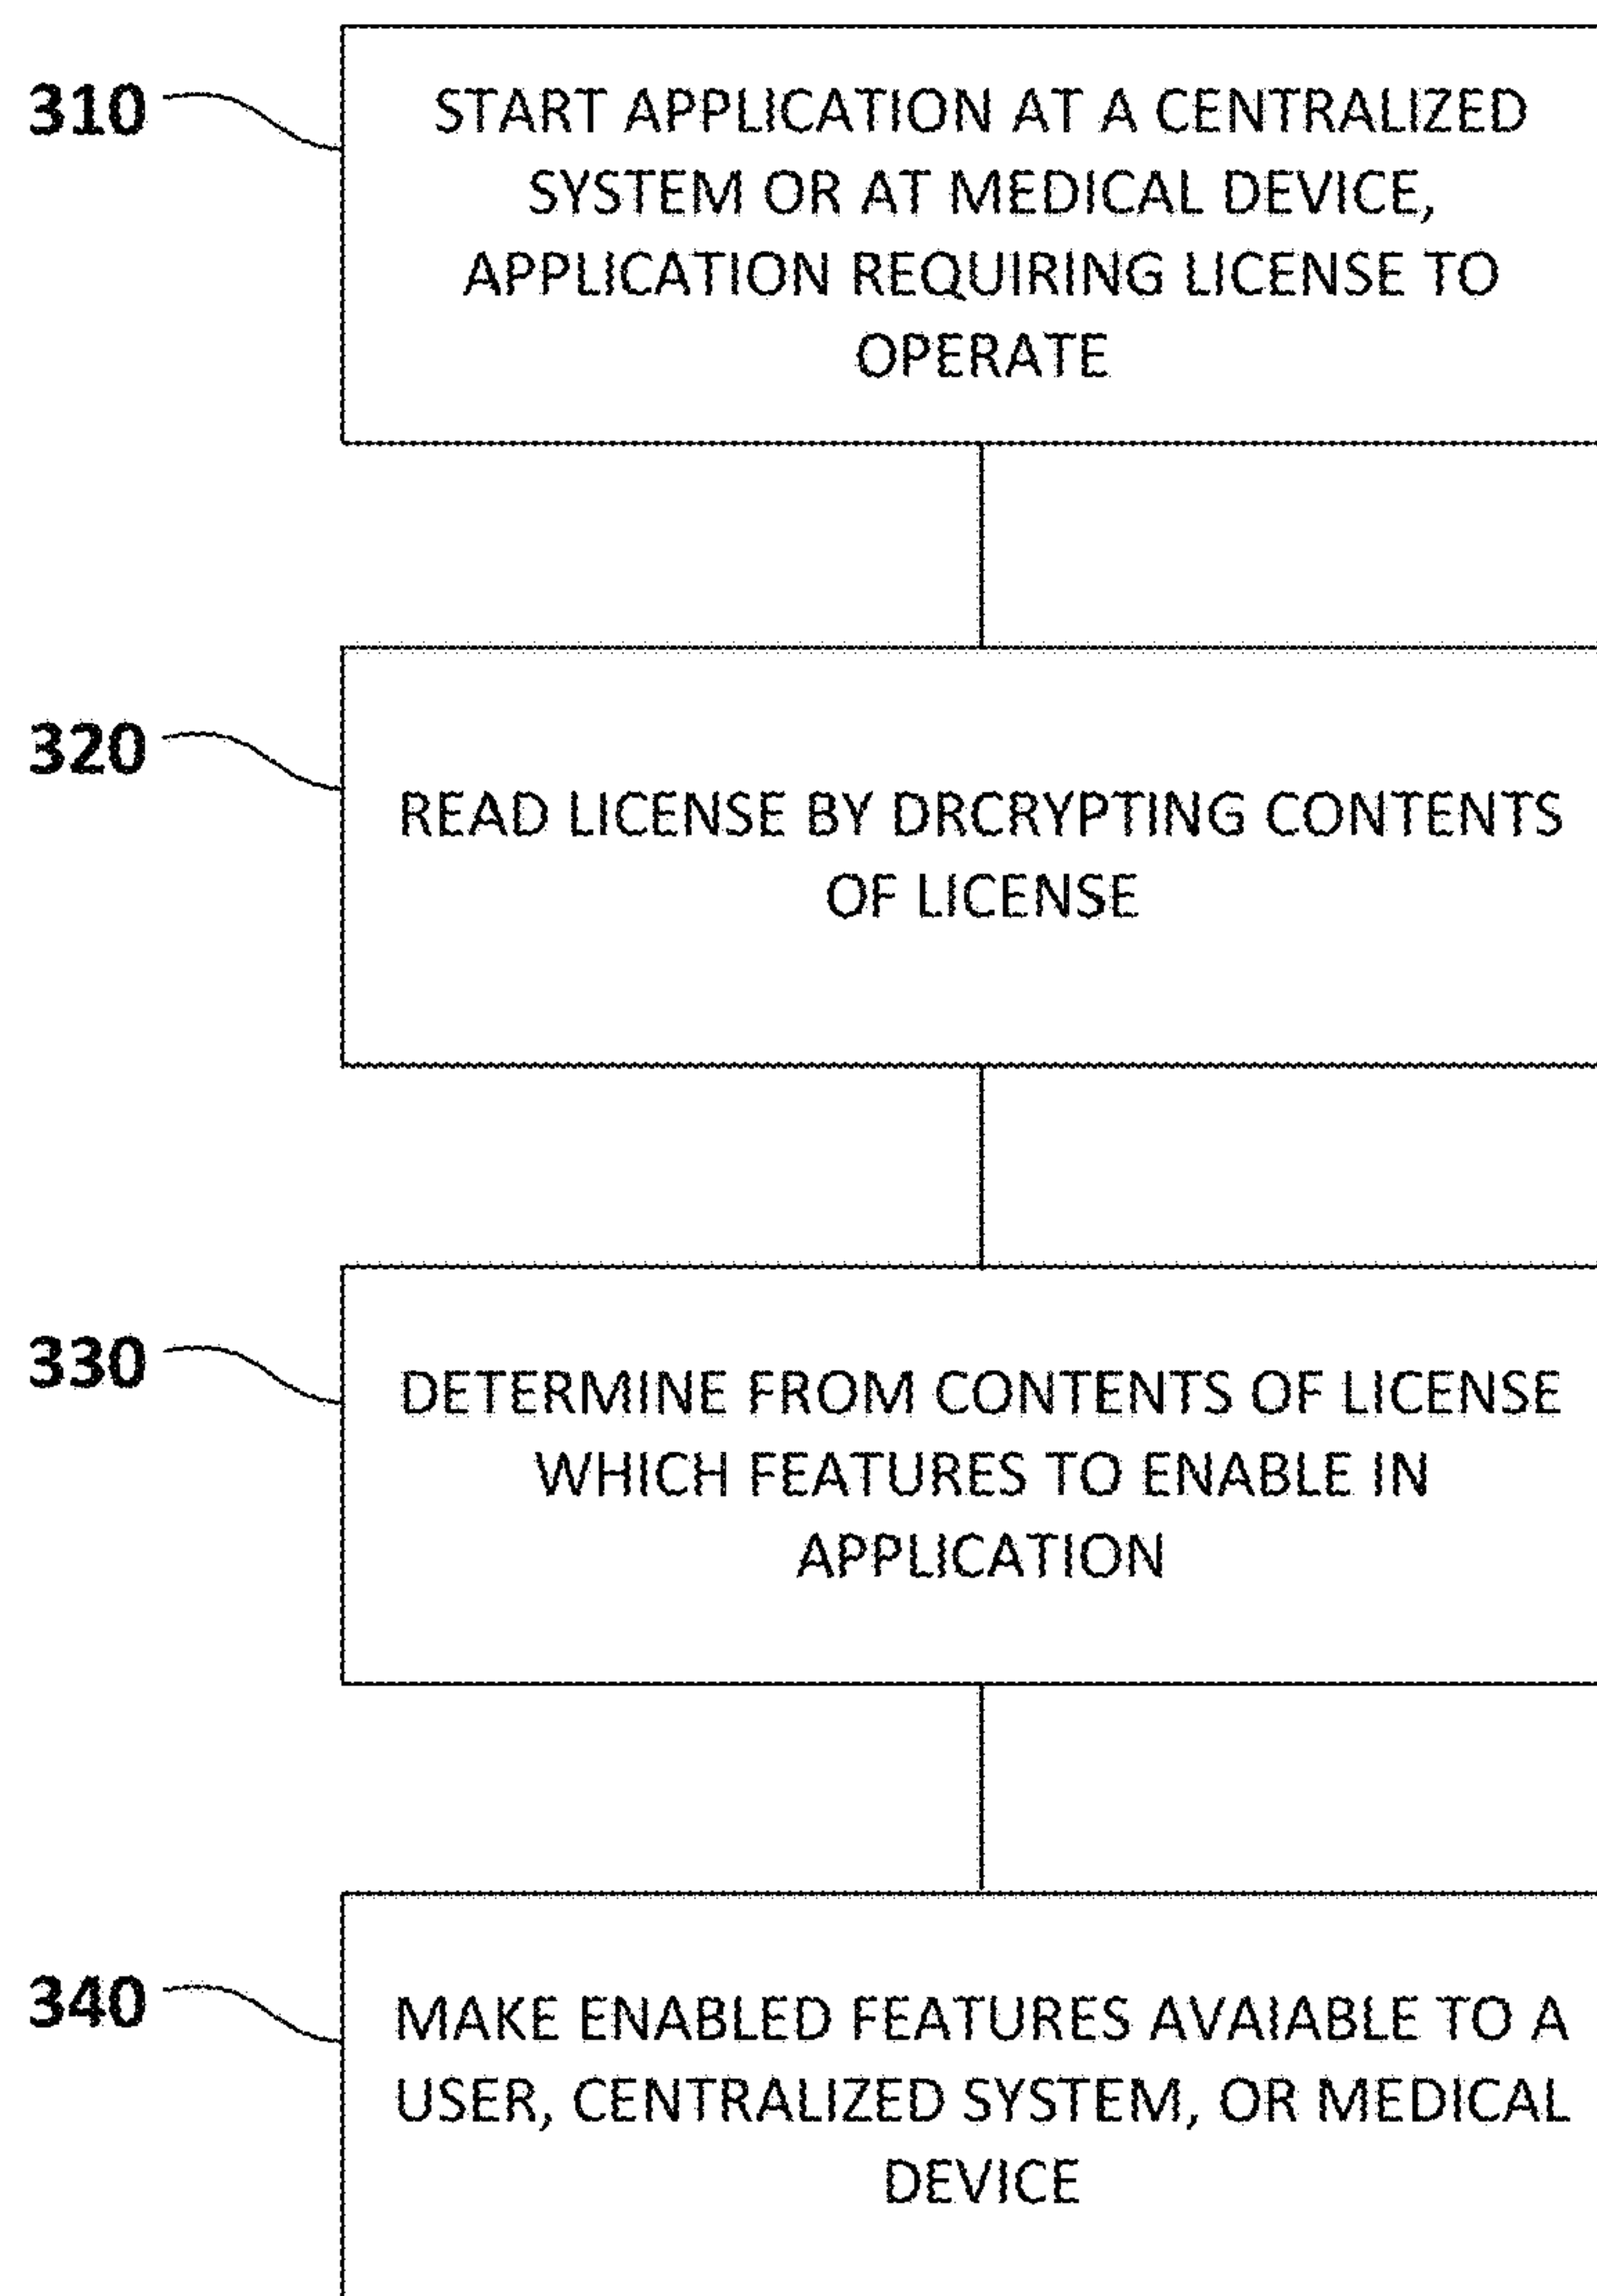 310
START APPLICATION AT A CENTRALIZED
SYSTEM OR AT MEDICAL DEVICE,
APPLICATION REQUIRING LICENSE TO
OPERATE
320
READ LICENSE BY DRCRYPTING CONTENTS
OF LICENSE
330
DETERMINE FROM CONTENTS OF LICENSE
WHICH FEATURES TO ENABLE IN
APPLICATION
340
MAKE ENABLED FEATURES AVAIABLE TO A
USER, CENTRALIZED SYSTEM, OR MEDICAL
DEVICE